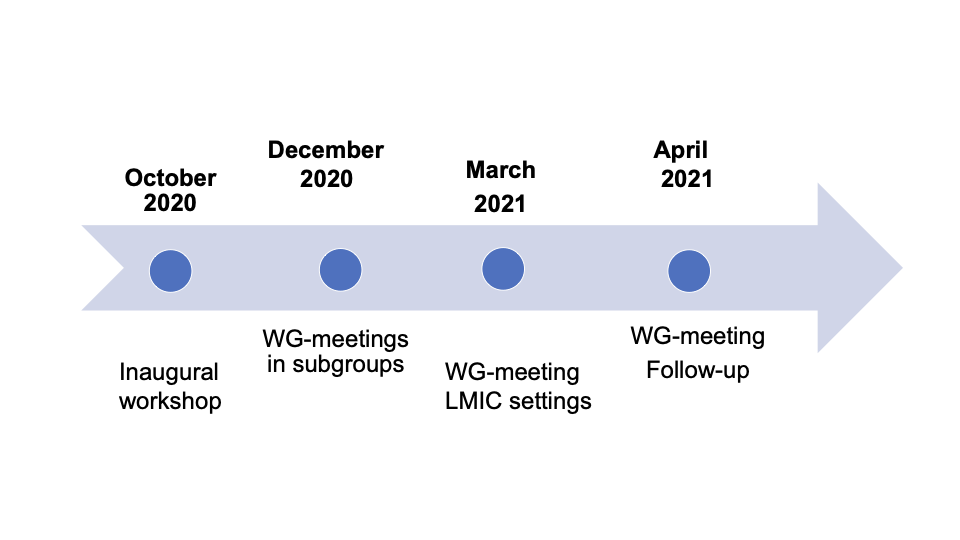 October
2020
December
2020
March
2021
April
2021
Inaugural
workshop
WG-meetings
in subgroups
WG-meeting
LMIC settings
WG-meeting
Follow-up